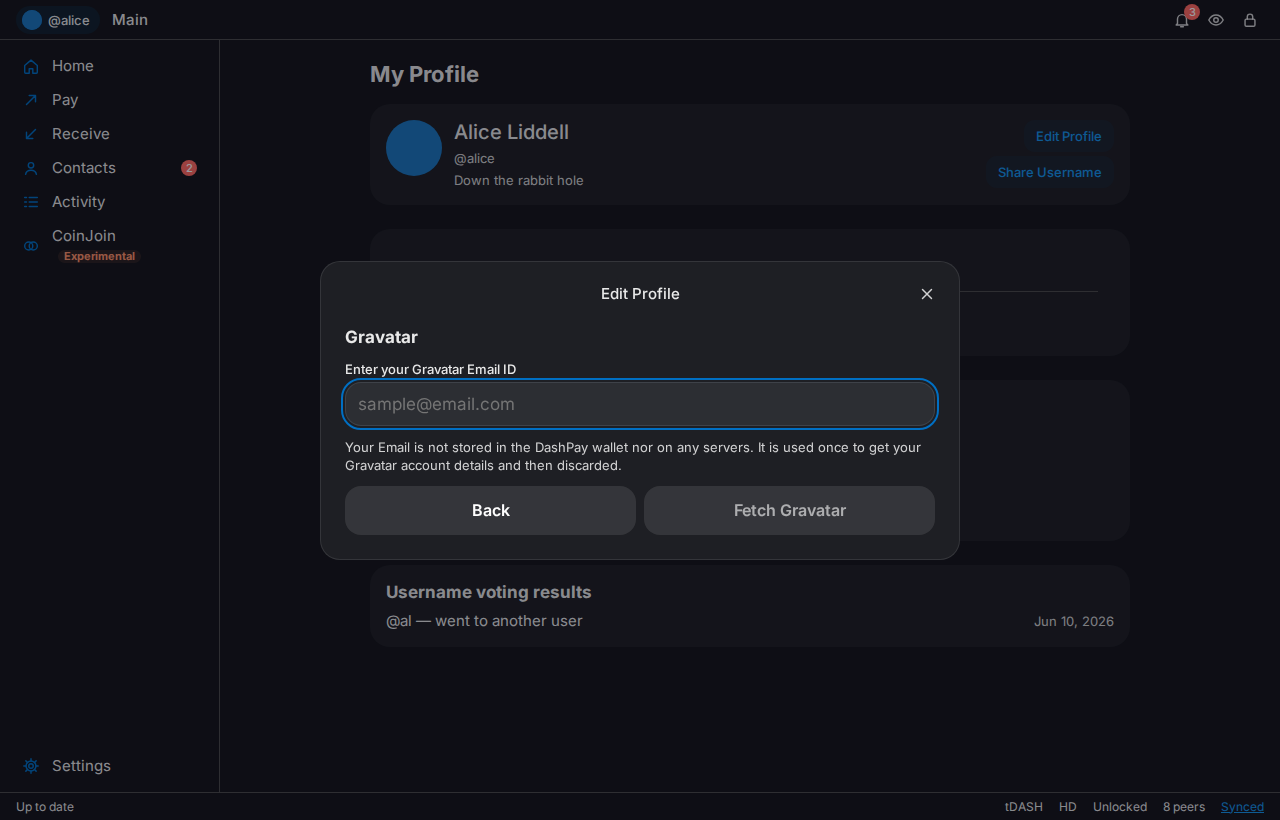 @alice Main 3
Home
Pay
Receive
Contacts 2
Activity
CoinJoin
Experimental
Settings
My Profile
Alice Liddell
@alice
Down the rabbit hole
Edit Profile
Share Username
Edit Profile
Gravatar
Enter your Gravatar Email ID
sample@email.com
Your Email is not stored in the DashPay wallet nor on any servers. It is used once to get your
Gravatar account details and then discarded.
Back Fetch Gravatar
Username voting results
@al — went to another user Jun 10, 2026
Up to date tDASH HD Unlocked 8 peers Synced